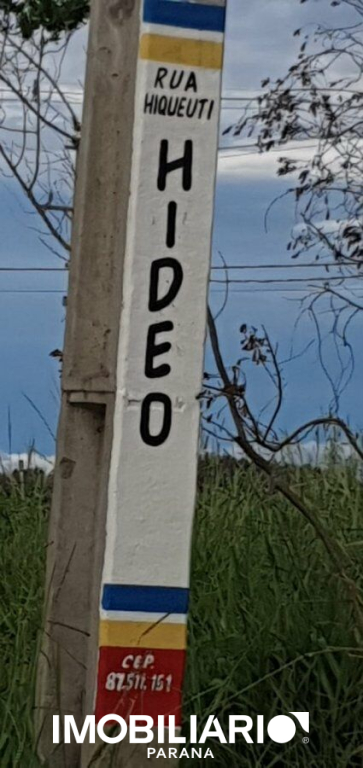 RUA
HIQUEUTI
HIDEO
CEP.
87.511.151
IMOBILIARIO®
PARANA